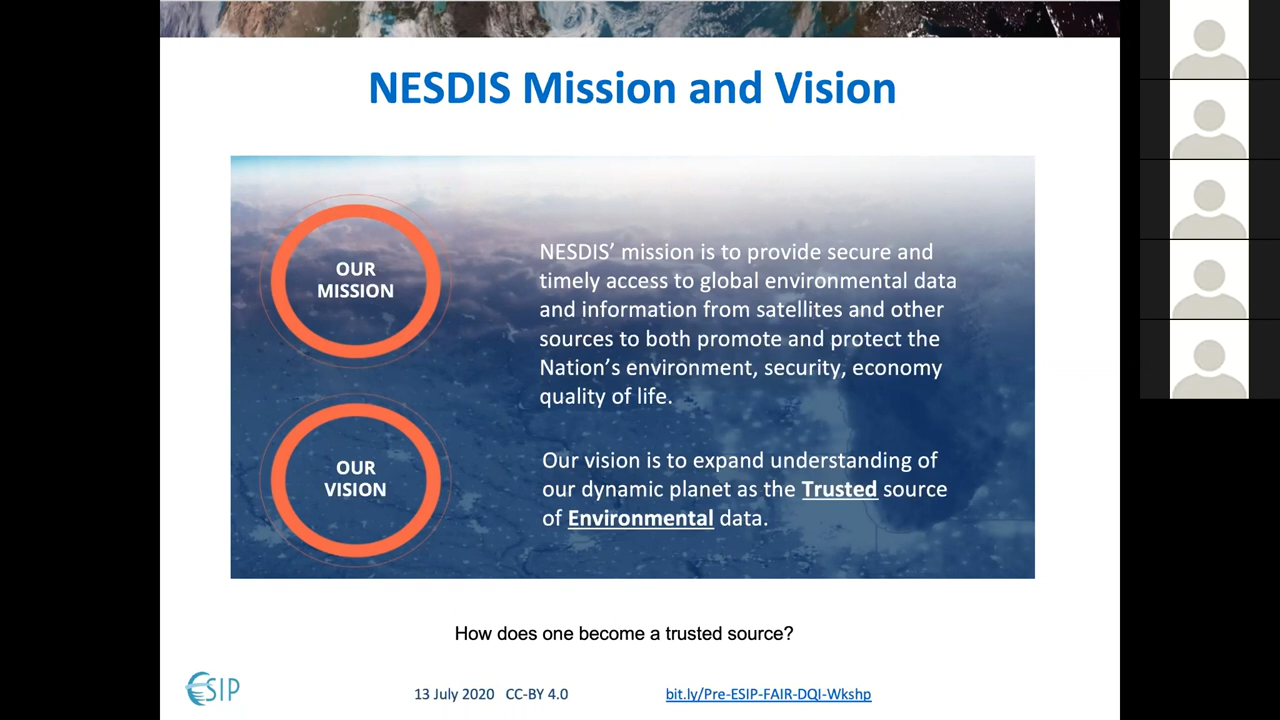 NESDIS Mission and Vision
OUR
MISSION
NESDIS’ mission is to provide secure and
timely access to global environmental data
and information from satellites and other
sources to both promote and protect the
Nation’s environment, security, economy
quality of life.
OUR
VISION
Our vision is to expand understanding of
our dynamic planet as the Trusted source
of Environmental data.
How does one become a trusted source?
ESIP
13 July 2020 CC-BY 4.0
bit.ly/Pre-ESIP-FAIR-DQI-Wkshp